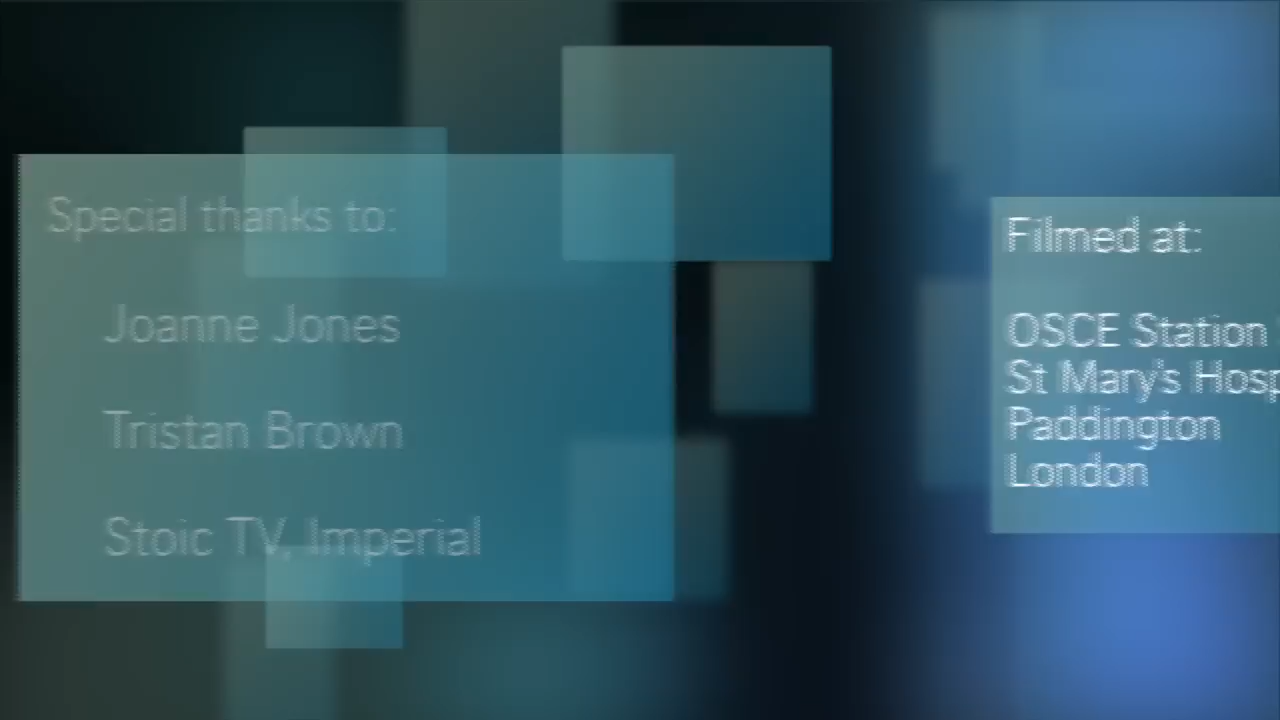 Special thanks to:
Joanne Jones
Tristan Brown
Stoic TV, Imperial
Filmed at:
OSCE Station
St Mary's
Paddington
London